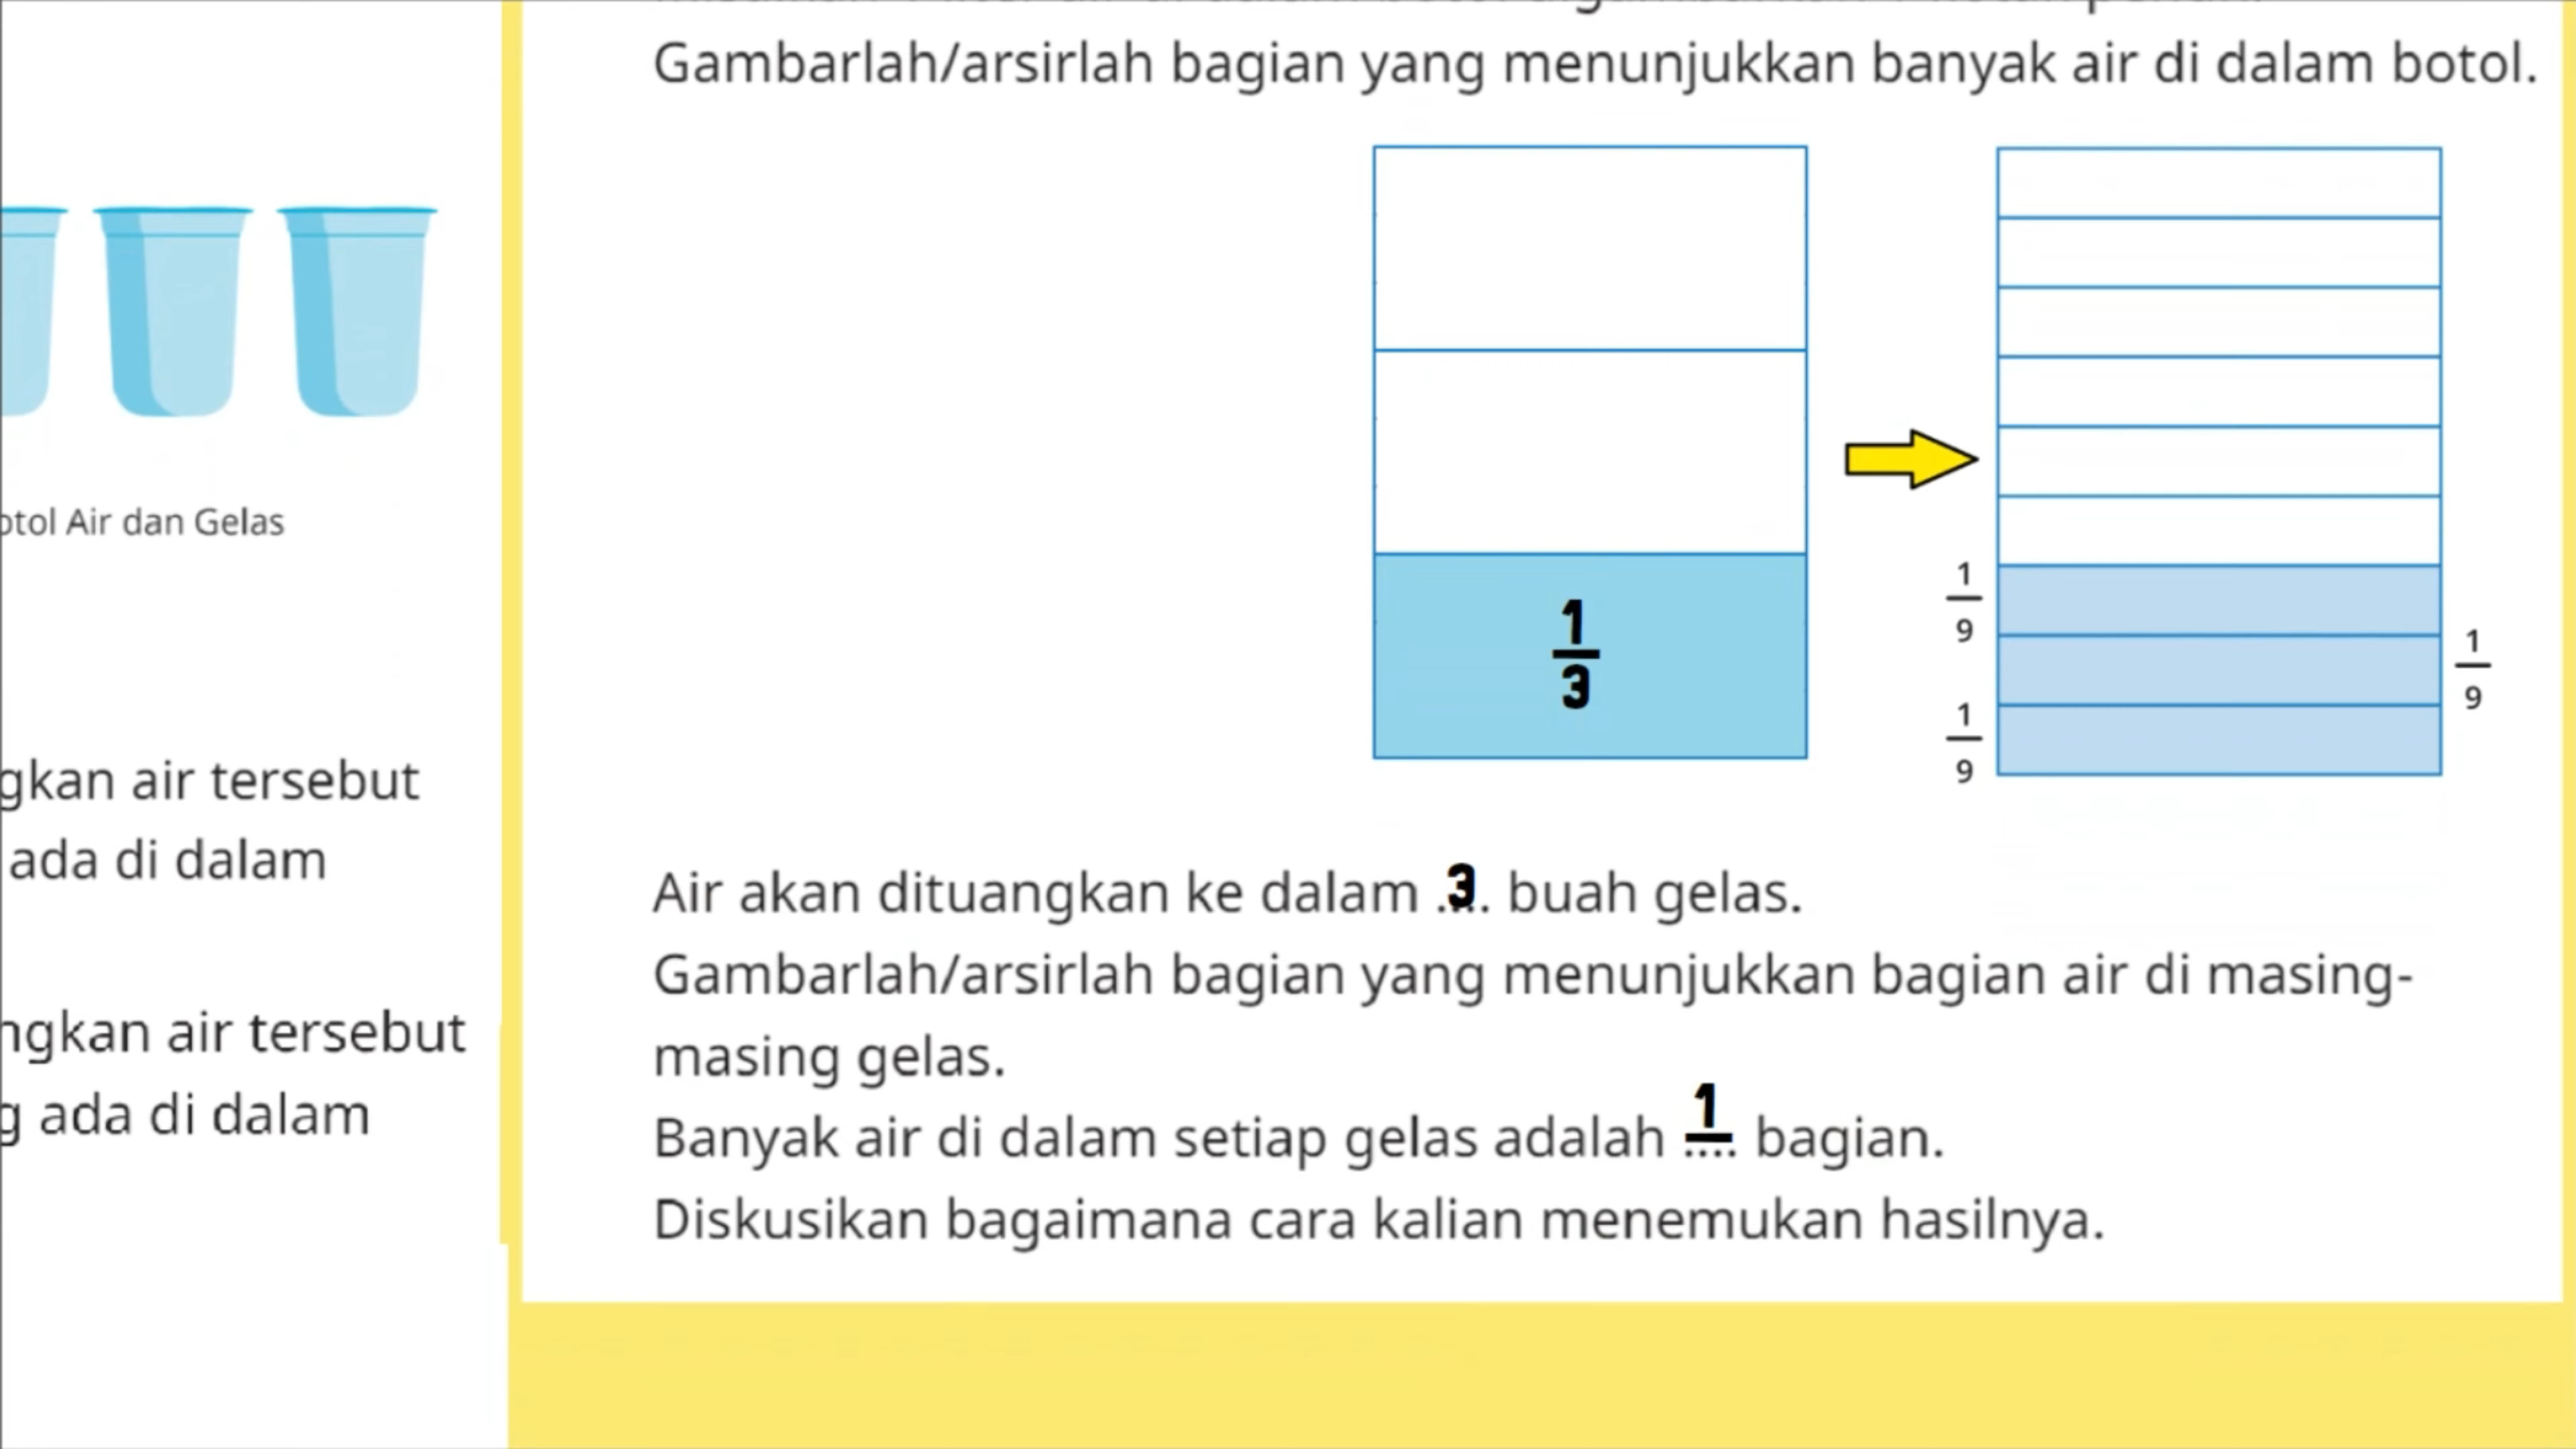 Gambarlah/arsirlah bagian yang menunjukkan banyak air di dalam botol.
Air dan Gelas
air tersebut
ada di dalam
air tersebut
ada di dalam
1
3
1
9
1
9
1
9
Air akan dituangkan ke dalam .3.. buah gelas.
Gambarlah/arsirlah bagian yang menunjukkan bagian air di masing-
masing gelas.
1
Banyak air di dalam setiap gelas adalah .... bagian.
Diskusikan bagaimana cara kalian menemukan hasilnya.